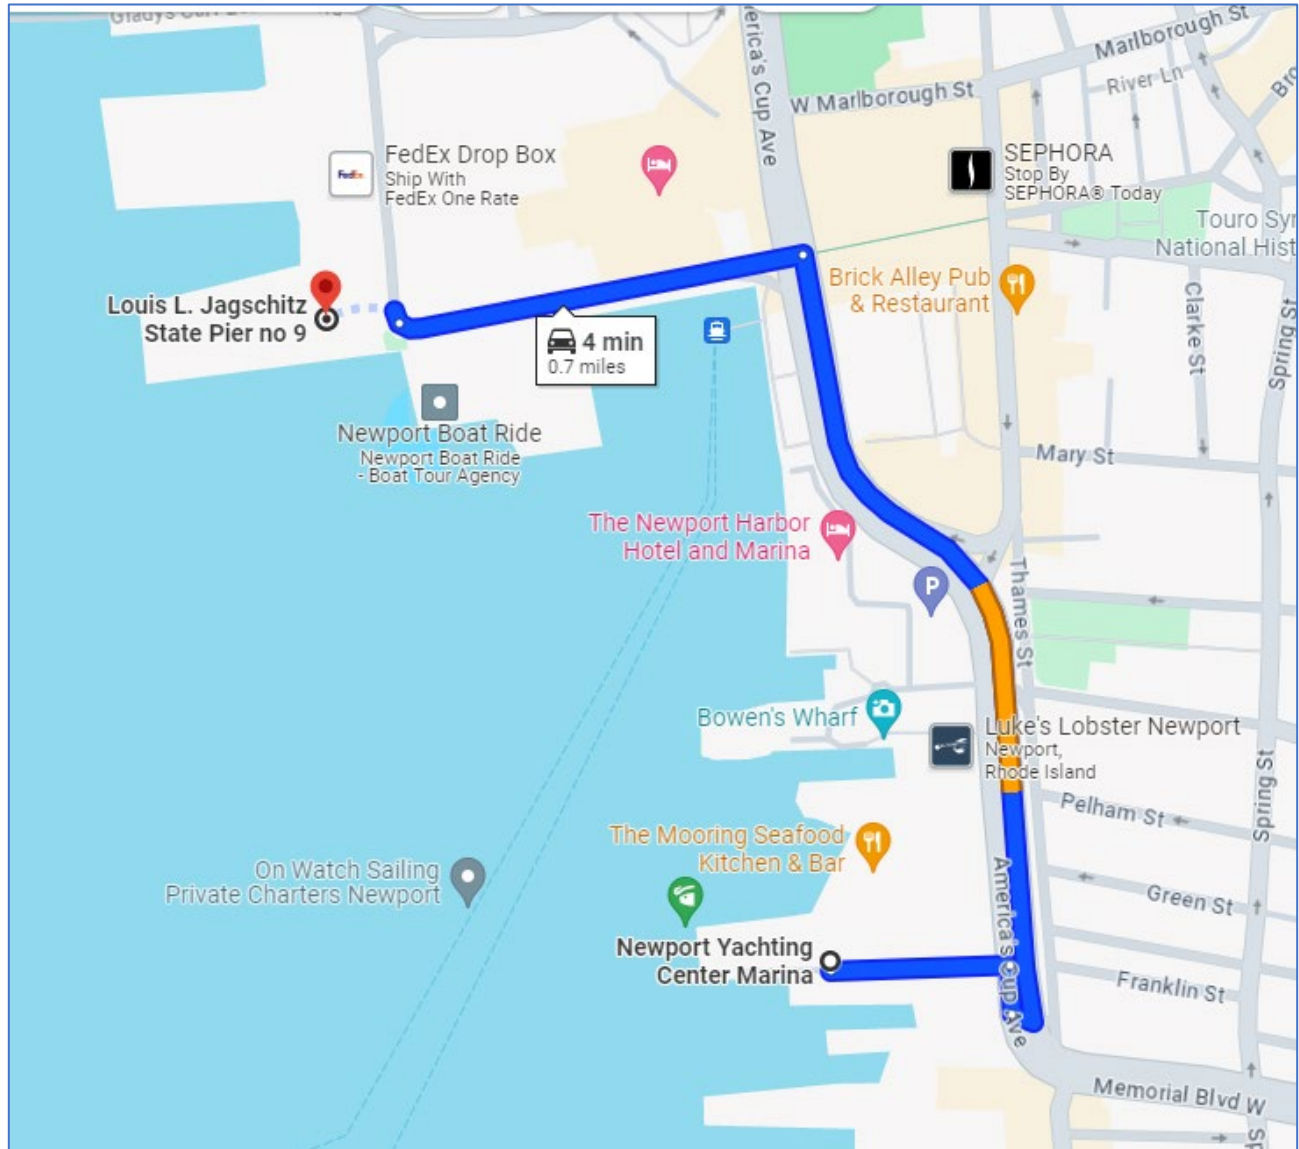 erica's Cup Ave
Marlborough St
River Ln
W Marlborough St
FedEx Drop Box
Ship With
FedEx One Rate
FedEx
SEPHORA
Stop By
SEPHORA® Today
Touro Syn
National Hist
Brick Alley Pub
& Restaurant
Clarke St
Spring St
Louis L. Jagschitz
State Pier no 9
4 min
0.7 miles
Newport Boat Ride
Newport Boat Ride
- Boat Tour Agency
Mary St
The Newport Harbor
Hotel and Marina
P
Thames St
Bowen's Wharf
Luke's Lobster Newport
Newport,
Rhode Island
Pelham St
Spring St
The Mooring Seafood
Kitchen & Bar
On Watch Sailing
Private Charters Newport
America's Cup Ave
Green St
Newport Yachting
Center Marina
Franklin St
Memorial Blvd W